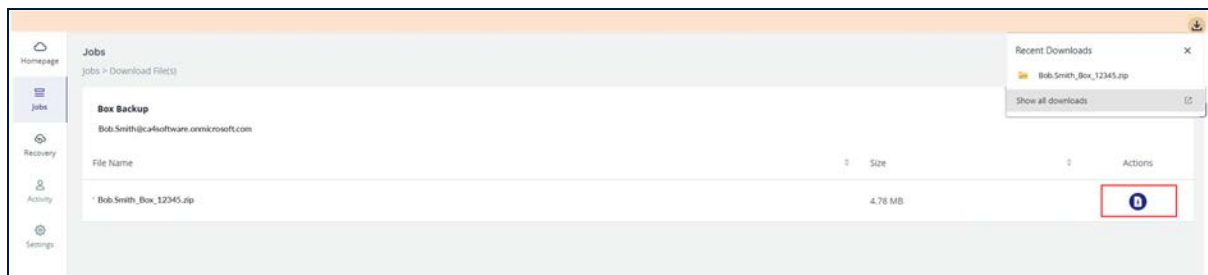 Homepage
Jobs
Recovery
Activity
Settings
Jobs
Jobs > Download File(s)
Box Backup
Bob.Smith@ca4software.onmicrosoft.com
File Name
Size
Actions
Bob.Smith_Box_12345.zip
4.78 MB
Recent Downloads
Bob.Smith_Box_12345.zip
Show all downloads